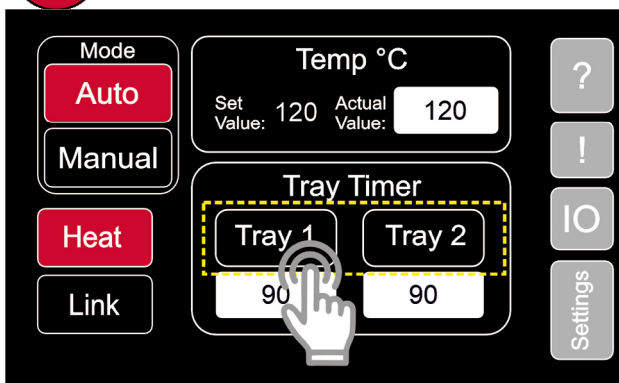 Mode
Auto
Manual
Heat
Link
Temp °C
Set Value: 120 Actual Value: 120
Tray Timer
Tray 1 Tray 2
90 90
?
!
IO
Settings